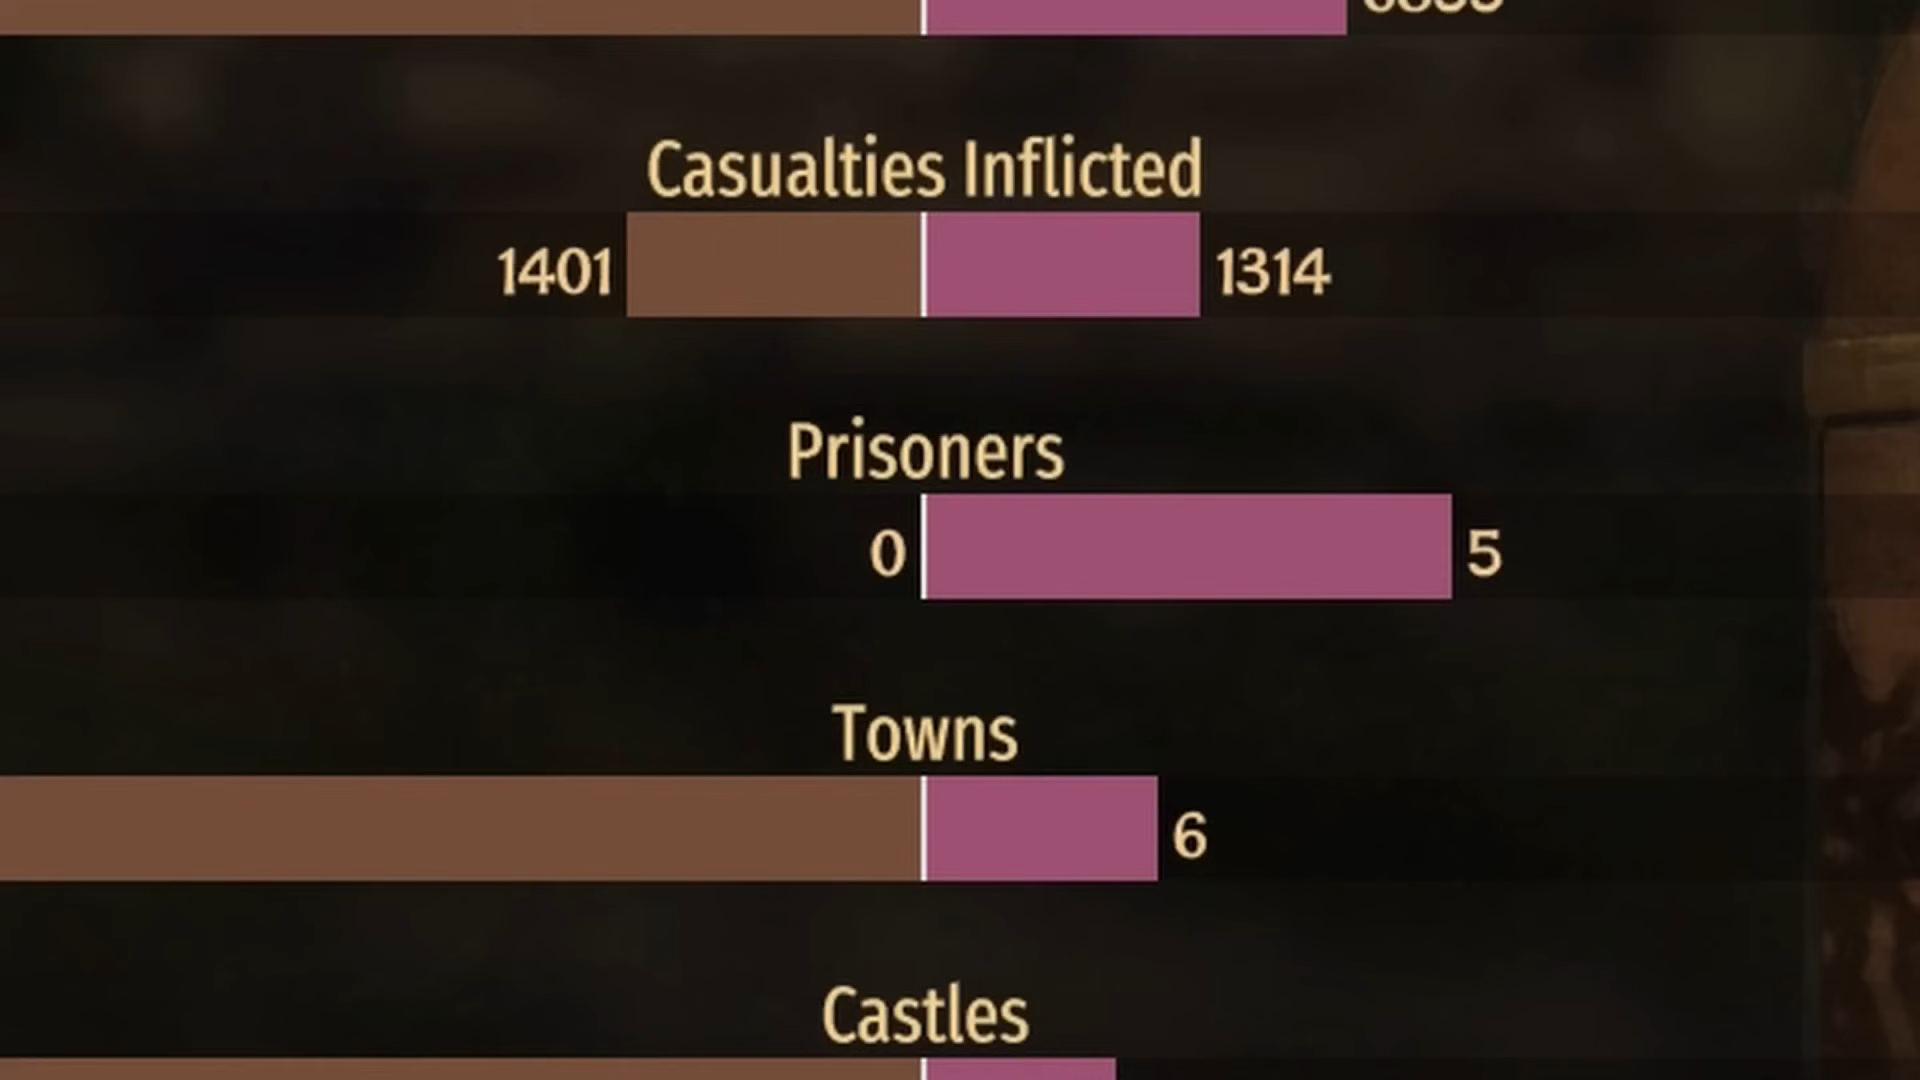 Casualties Inflicted
1401 1314
Prisoners
0 5
Towns
6
Castles